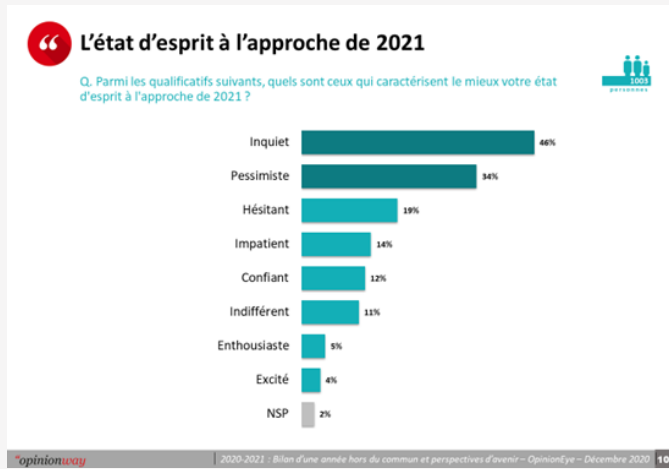 “
L’état d’esprit à l’approche de 2021
Q. Parmi les qualificatifs suivants, quels sont ceux qui caractérisent le mieux votre état
d’esprit à l’approche de 2021 ?
1003
personnes
Inquiet 46%
Pessimiste 34%
Hésitant 19%
Impatient 14%
Confiant 12%
Indifférent 11%
Enthousiaste 5%
Excité 4%
NSP 2%
“opinionway
2020-2021 : Bilan d’une année hors du commun et perspectives d’avenir – OpinionEye – Décembre 2020
10